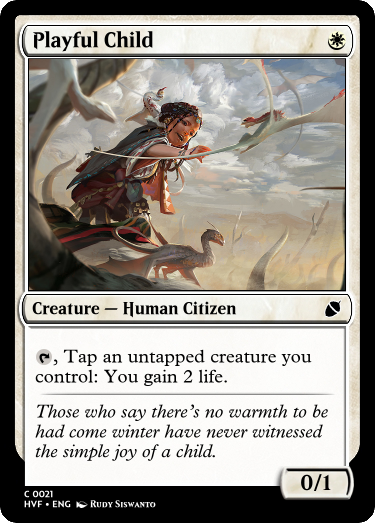 Playful Child
Creature — Human Citizen
, Tap an untapped creature you
control: You gain 2 life.
Those who say there's no warmth to be
had come winter have never witnessed
the simple joy of a child.
0/1
C 0021
HVF • ENG Rudy Siswanto